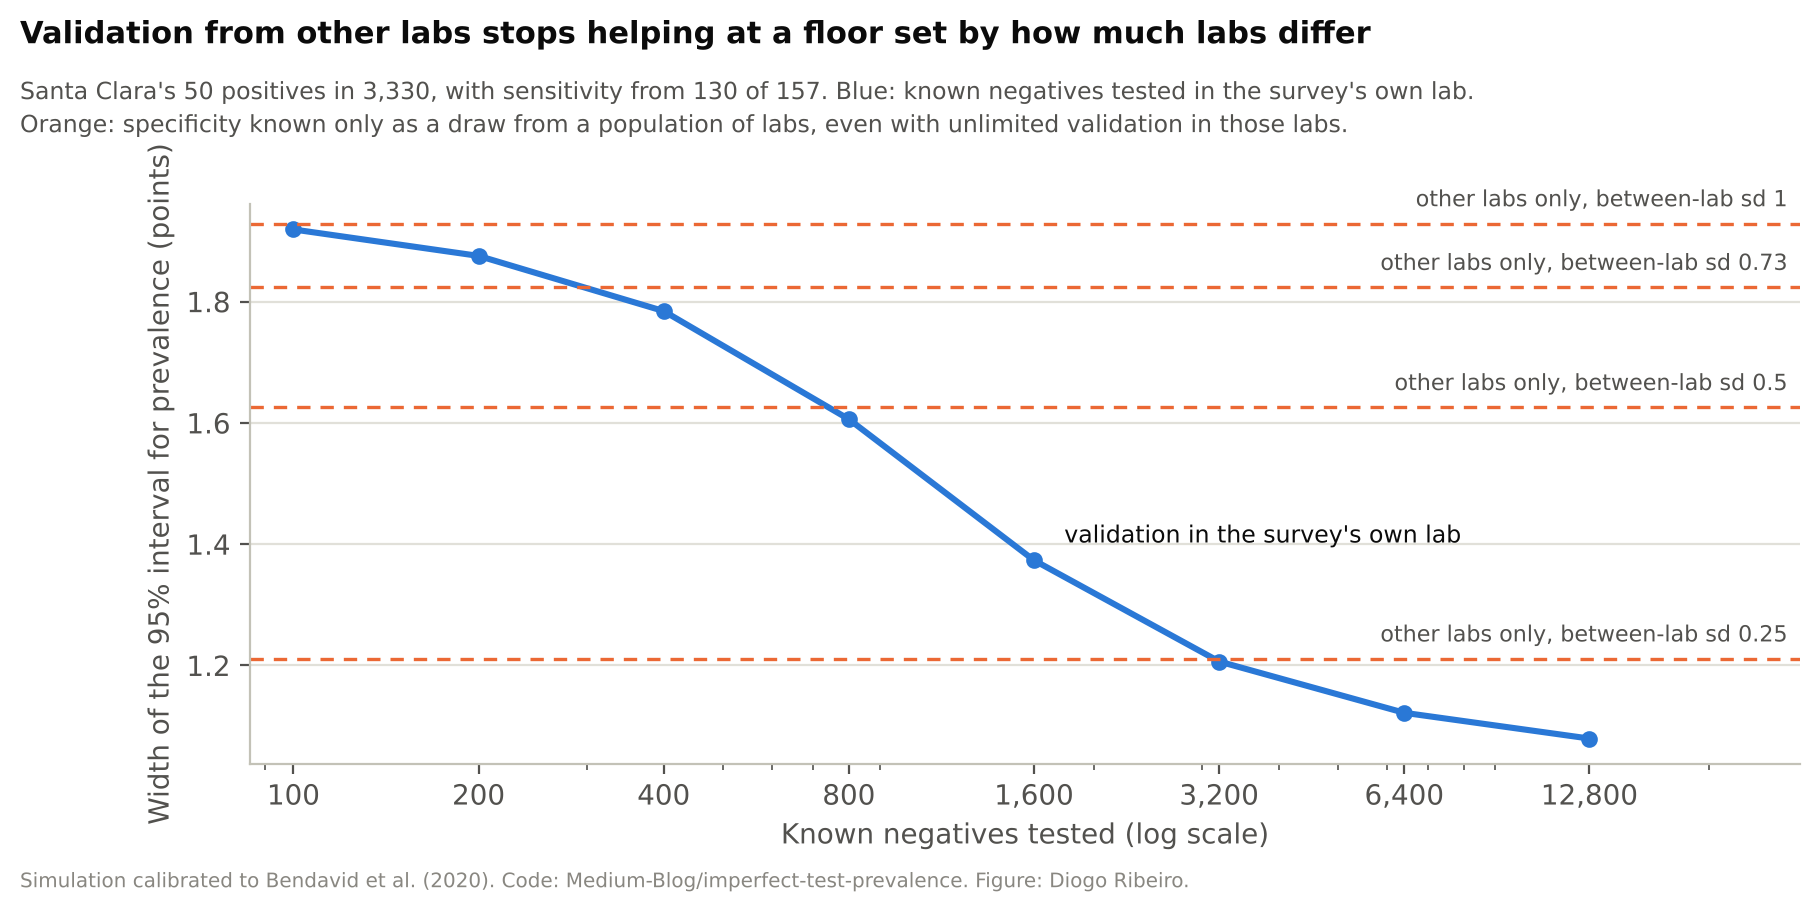 Validation from other labs stops helping at a floor set by how much labs differ
Santa Clara's 50 positives in 3,330, with sensitivity from 130 of 157. Blue: known negatives tested in the survey's own lab.
Orange: specificity known only as a draw from a population of labs, even with unlimited validation in those labs.
Width of the 95% interval for prevalence (points)
other labs only, between-lab sd 1
other labs only, between-lab sd 0.73
1.8
other labs only, between-lab sd 0.5
1.6
validation in the survey's own lab
1.4
other labs only, between-lab sd 0.25
1.2
100 200 400 800 1,600 3,200 6,400 12,800
Known negatives tested (log scale)
Simulation calibrated to Bendavid et al. (2020). Code: Medium-Blog/imperfect-test-prevalence. Figure: Diogo Ribeiro.